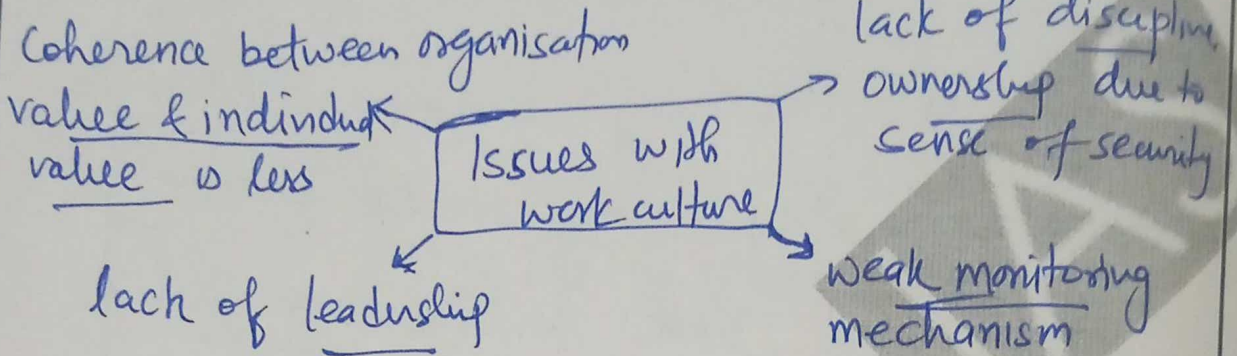 Coherence between organisation
value & individual
value is less
Issues with
work culture
lack of discipline
ownership due to
sense of security
lack of leadership
weak monitoring
mechanism